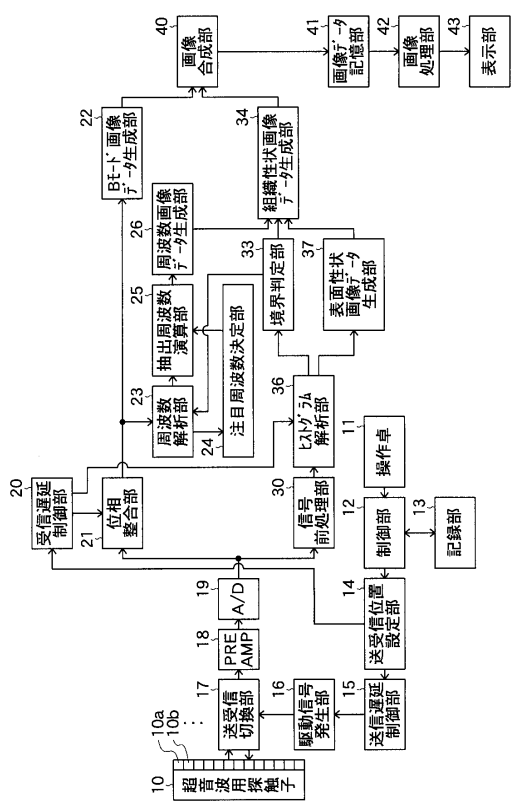 10
超音波用探触子
10a
10b
17
送受信
切換部
16
駆動信号
発生部
15
送信遅延
制御部
18
PRE
AMP
19
A/D
14
送受信位置
設定部
12
制御部
11
操作卓
13
記録部
20
受信遅延
制御部
21
位相
整合部
30
信号
前処理部
22
Bモード画像
データ生成部
23
周波数
解析部
24
注目周波数決定部
25
抽出周波数
演算部
26
周波数画像
データ生成部
36
ヒストグラム
解析部
33
境界判定部
37
表面性状
画像データ
生成部
34
組織性状画像
データ生成部
40
画像
合成部
41
画像データ
記憶部
42
画像
処理部
43
表示部